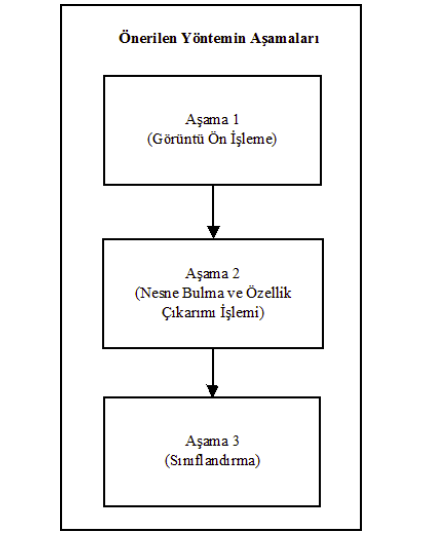 Önerilen Yöntemin Aşamaları
Aşama 1
(Görüntü Ön İşleme)
Aşama 2
(Nesne Bulma ve Özellik
Çıkarımı İşlemi)
Aşama 3
(Sınıflandırma)